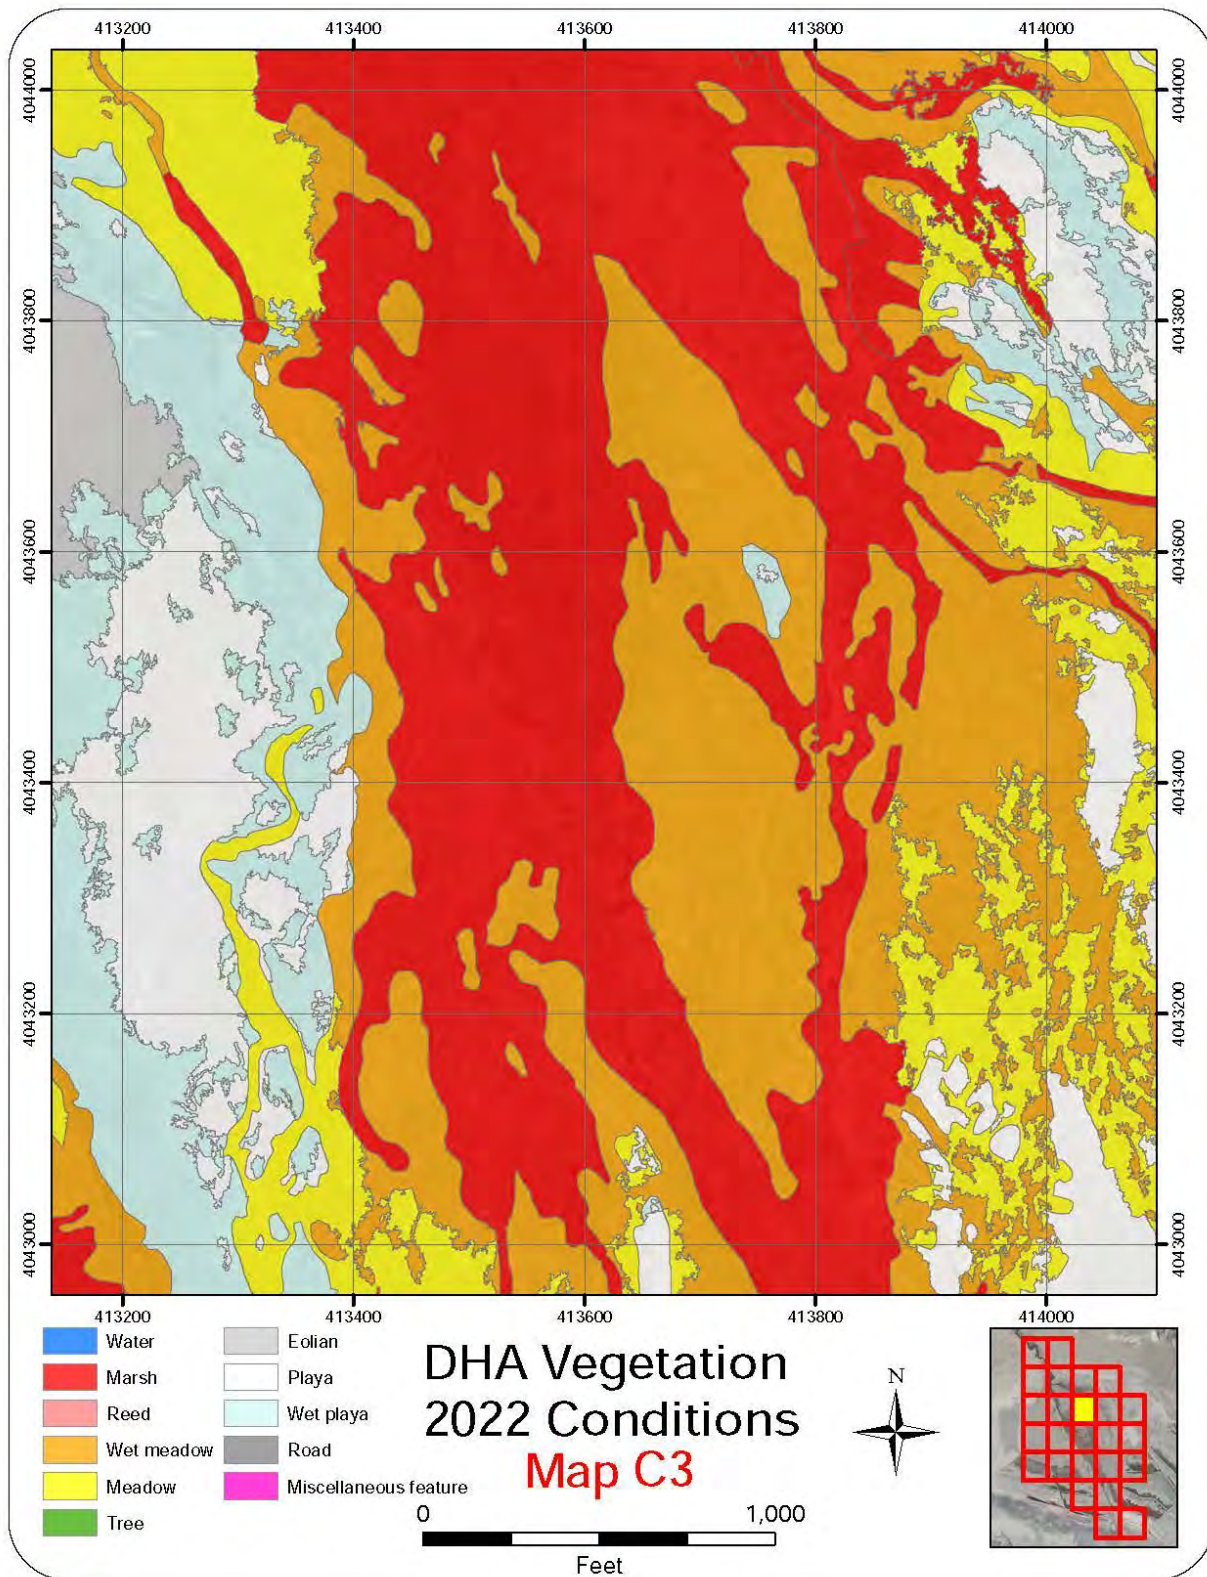 413200 413400 413600 413800 414000
4044000 4044000
4043800 4043800
4043600 4043600
4043400 4043400
4043200 4043200
4043000 4043000
413200 413400 413600 413800 414000
Water
Marsh
Reed
Wet meadow
Meadow
Tree
Eolian
Playa
Wet playa
Road
Miscellaneous feature
DHA Vegetation
2022 Conditions
Map C3
0 1,000
Feet
N